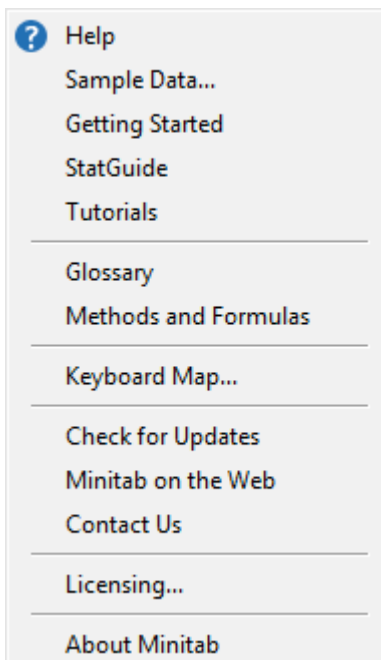 Help
Sample Data...
Getting Started
StatGuide
Tutorials
Glossary
Methods and Formulas
Keyboard Map...
Check for Updates
Minitab on the Web
Contact Us
Licensing...
About Minitab